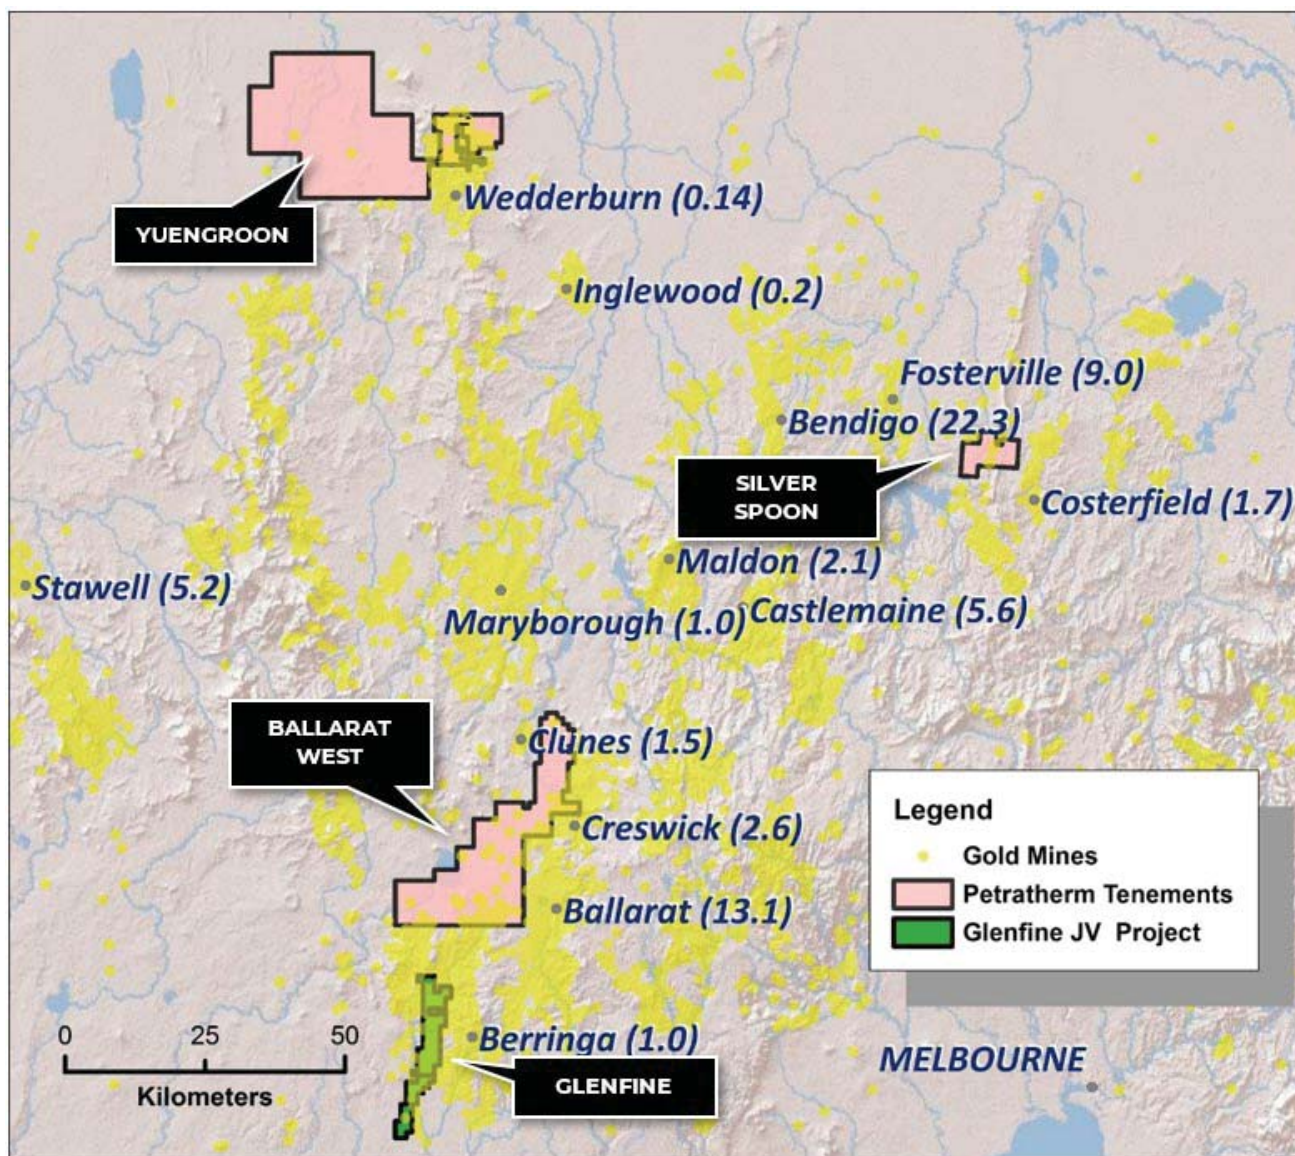 Wedderburn (0.14)
YUENGROON
Inglewood (0.2)
Fosterville (9.0)
Bendigo (22.3)
SILVER
SPOON
Costerfield (1.7)
Maldon (2.1)
Stawell (5.2)
Castlemaine (5.6)
Maryborough (1.0)
BALLARAT
WEST
Clunes (1.5)
Creswick (2.6)
Ballarat (13.1)
Legend
Gold Mines
Petratherm Tenements
Glenfine JV Project
0 25 50
Kilometers
Berringa (1.0)
MELBOURNE
GLENFINE